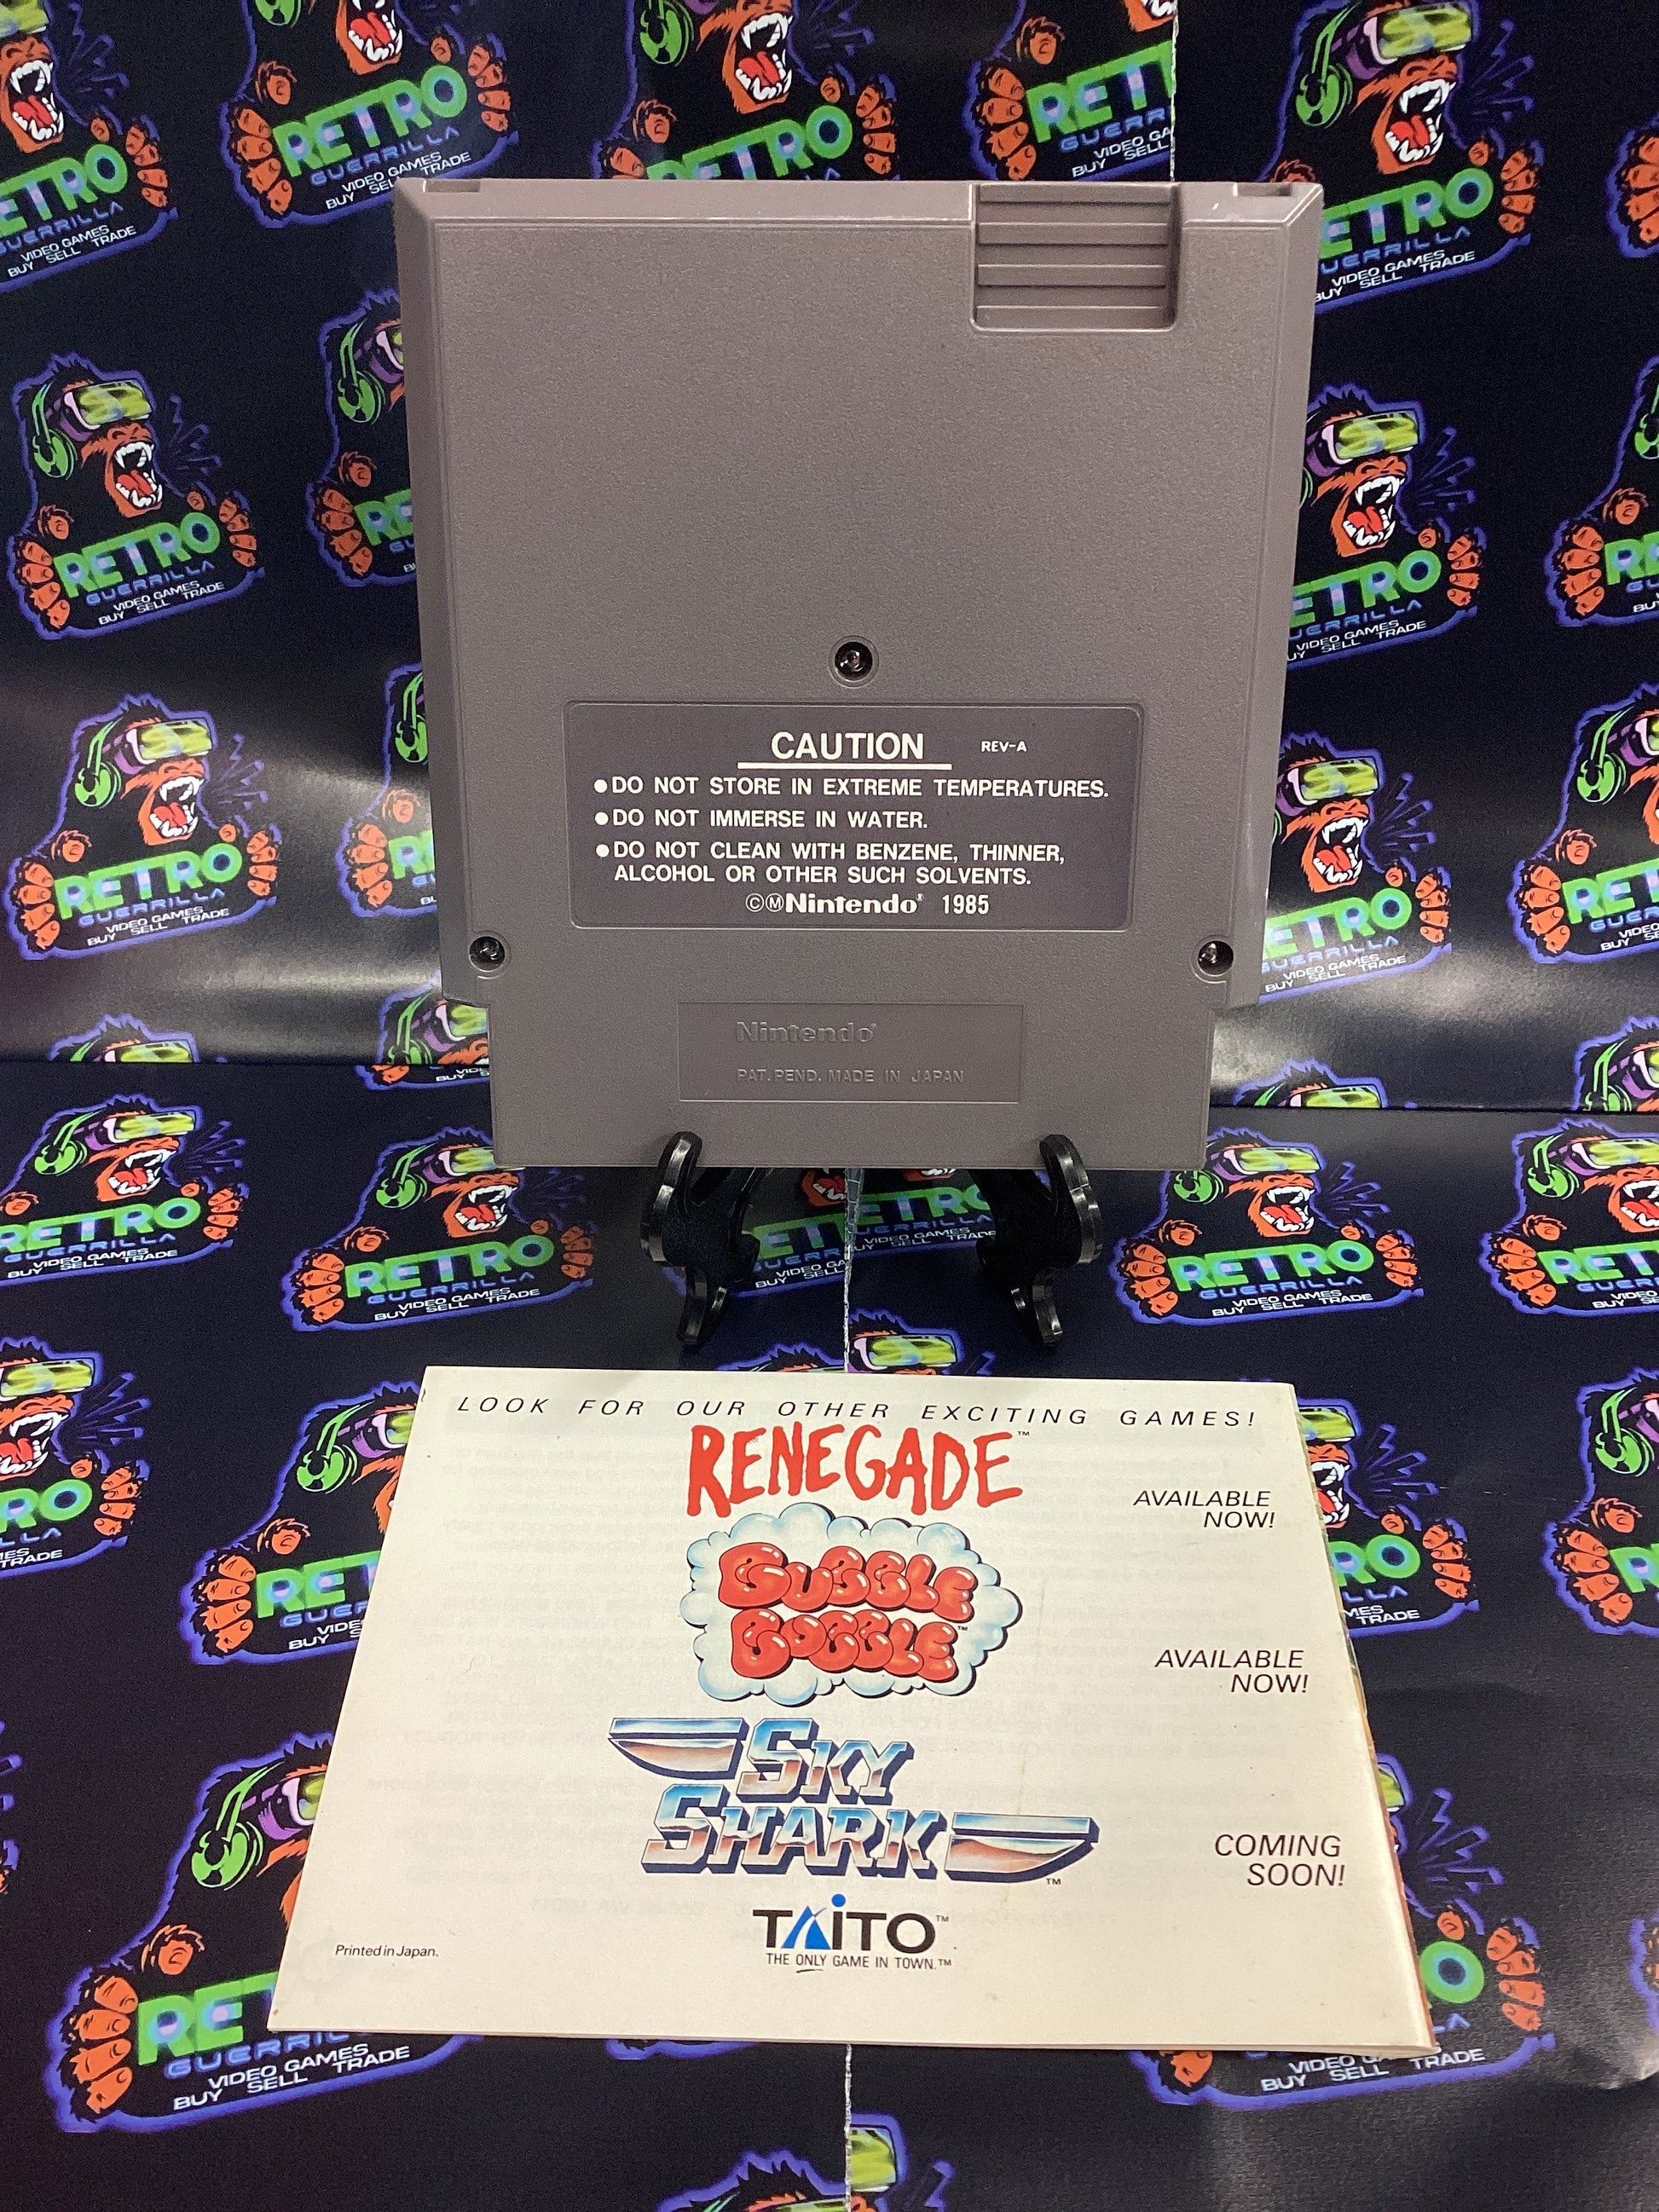 RETRO
GUERRILLA
VIDEO GAMES
BUY SELL TRADE
CAUTION REV-A
●DO NOT STORE IN EXTREME TEMPERATURES.
●DO NOT IMMERSE IN WATER.
●DO NOT CLEAN WITH BENZENE, THINNER,
ALCOHOL OR OTHER SUCH SOLVENTS.
©ⓂNintendo® 1985
Nintendo®
PAT. PEND. MADE IN JAPAN
LOOK FOR OUR OTHER EXCITING GAMES!
RENEGADE™
AVAILABLE
NOW!
BUBBLE
BOBBLE™
AVAILABLE
NOW!
SKY
SHARK™
COMING
SOON!
TAITO™
THE ONLY GAME IN TOWN.™
Printed in Japan.